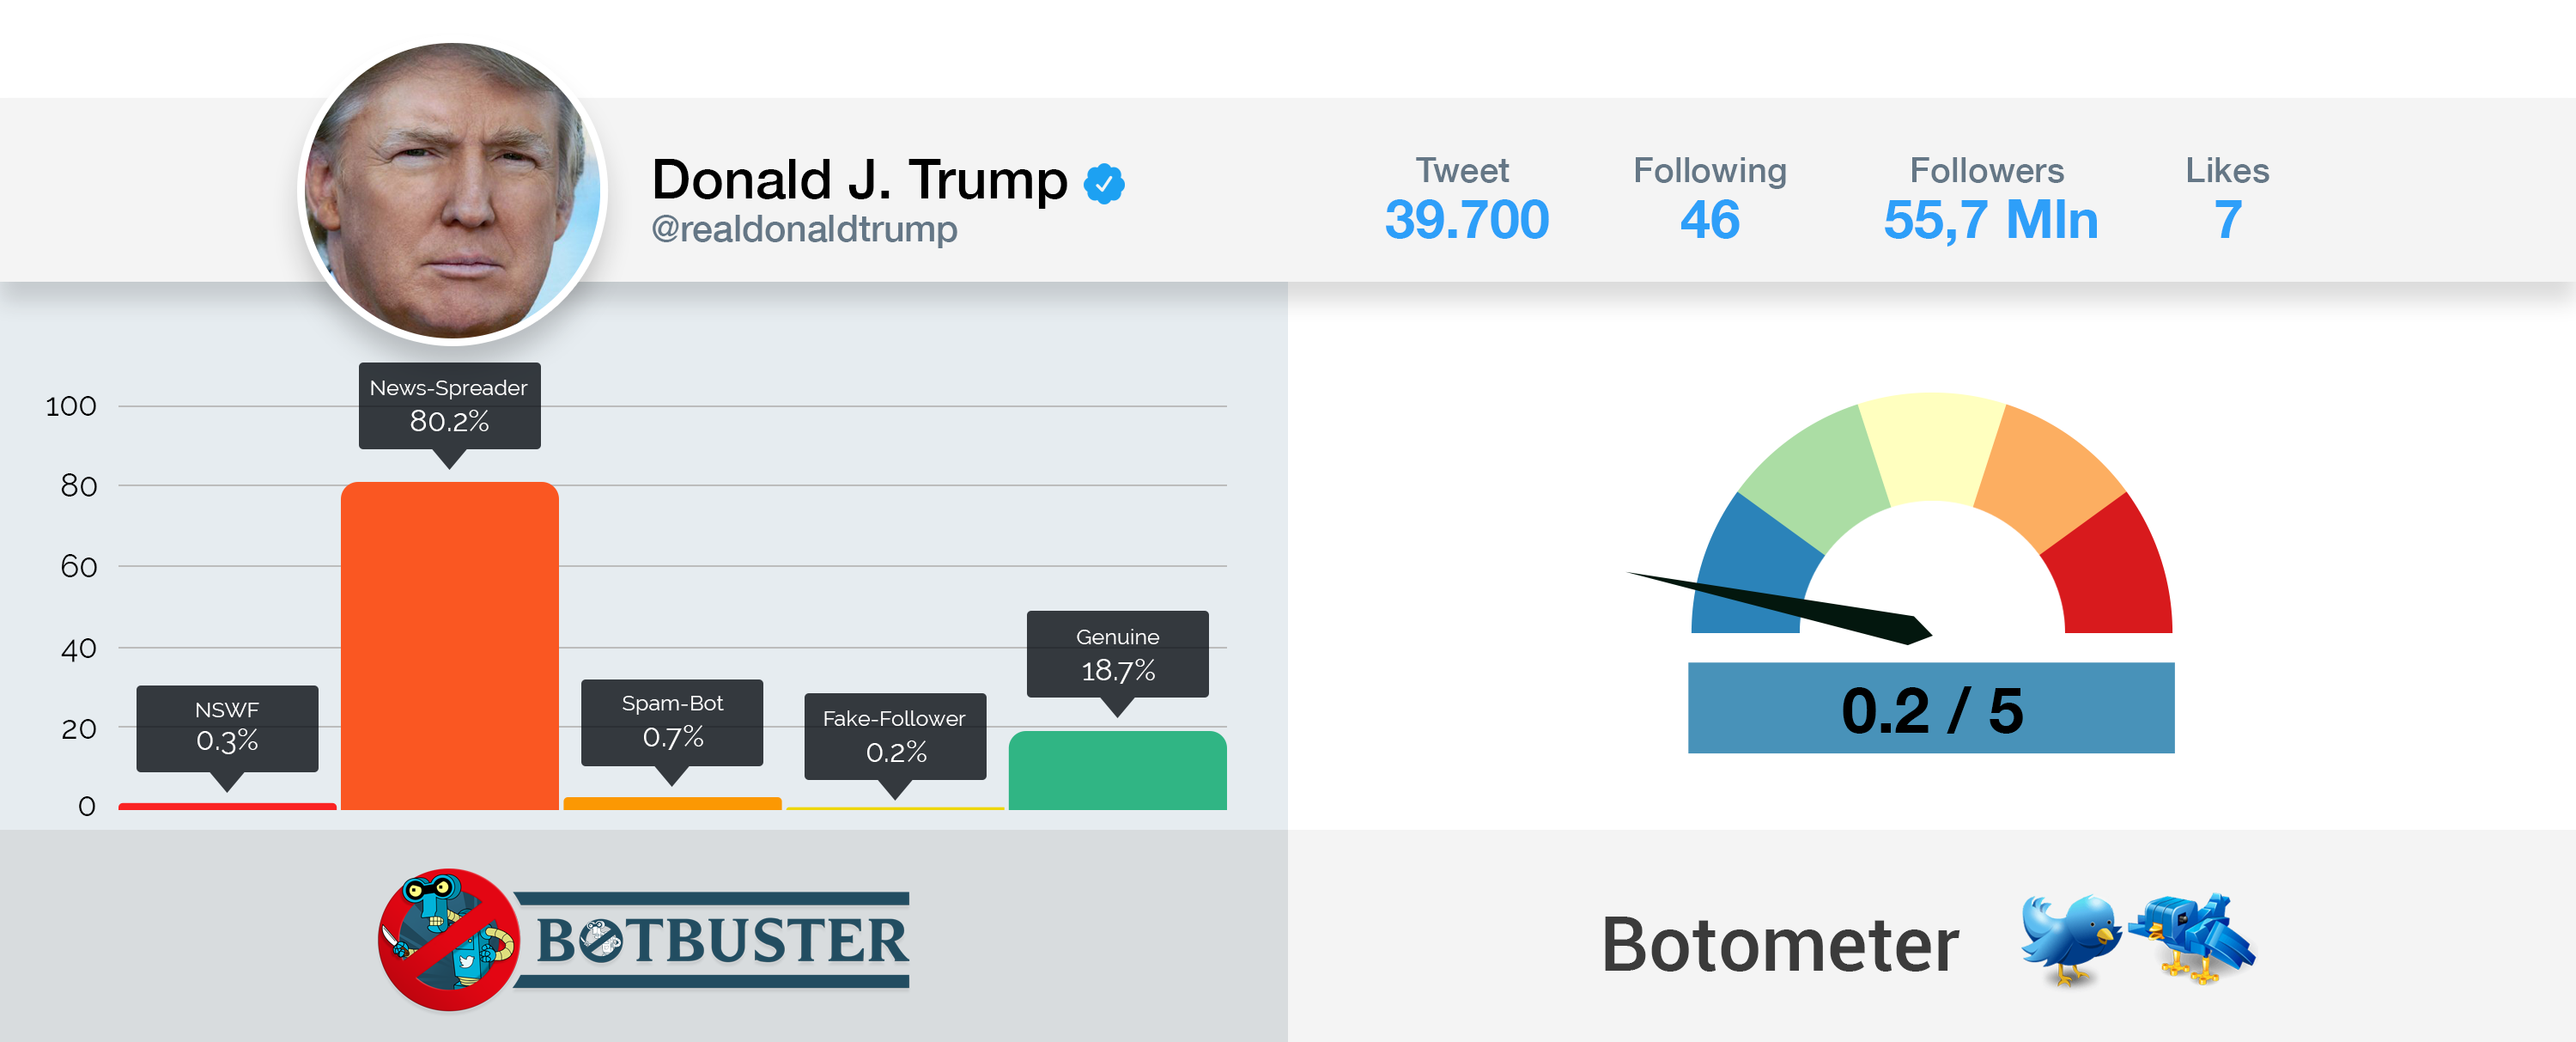 Donald J. Trump
@realdonaldtrump
Tweet
39.700
Following
46
Followers
55,7 Mln
Likes
7
100
80
60
40
20
0
NSWF
0.3%
News-Spreader
80.2%
Spam-Bot
0.7%
Fake-Follower
0.2%
Genuine
18.7%
0.2 / 5
BOTBUSTER
Botometer